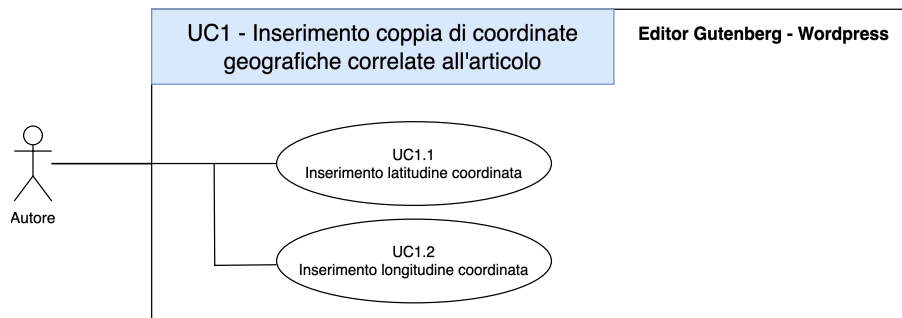 UC1 - Inserimento coppia di coordinate
geografiche correlate all'articolo
Editor Gutenberg - Wordpress
UC1.1
Inserimento latitudine coordinata
Autore
UC1.2
Inserimento longitudine coordinata